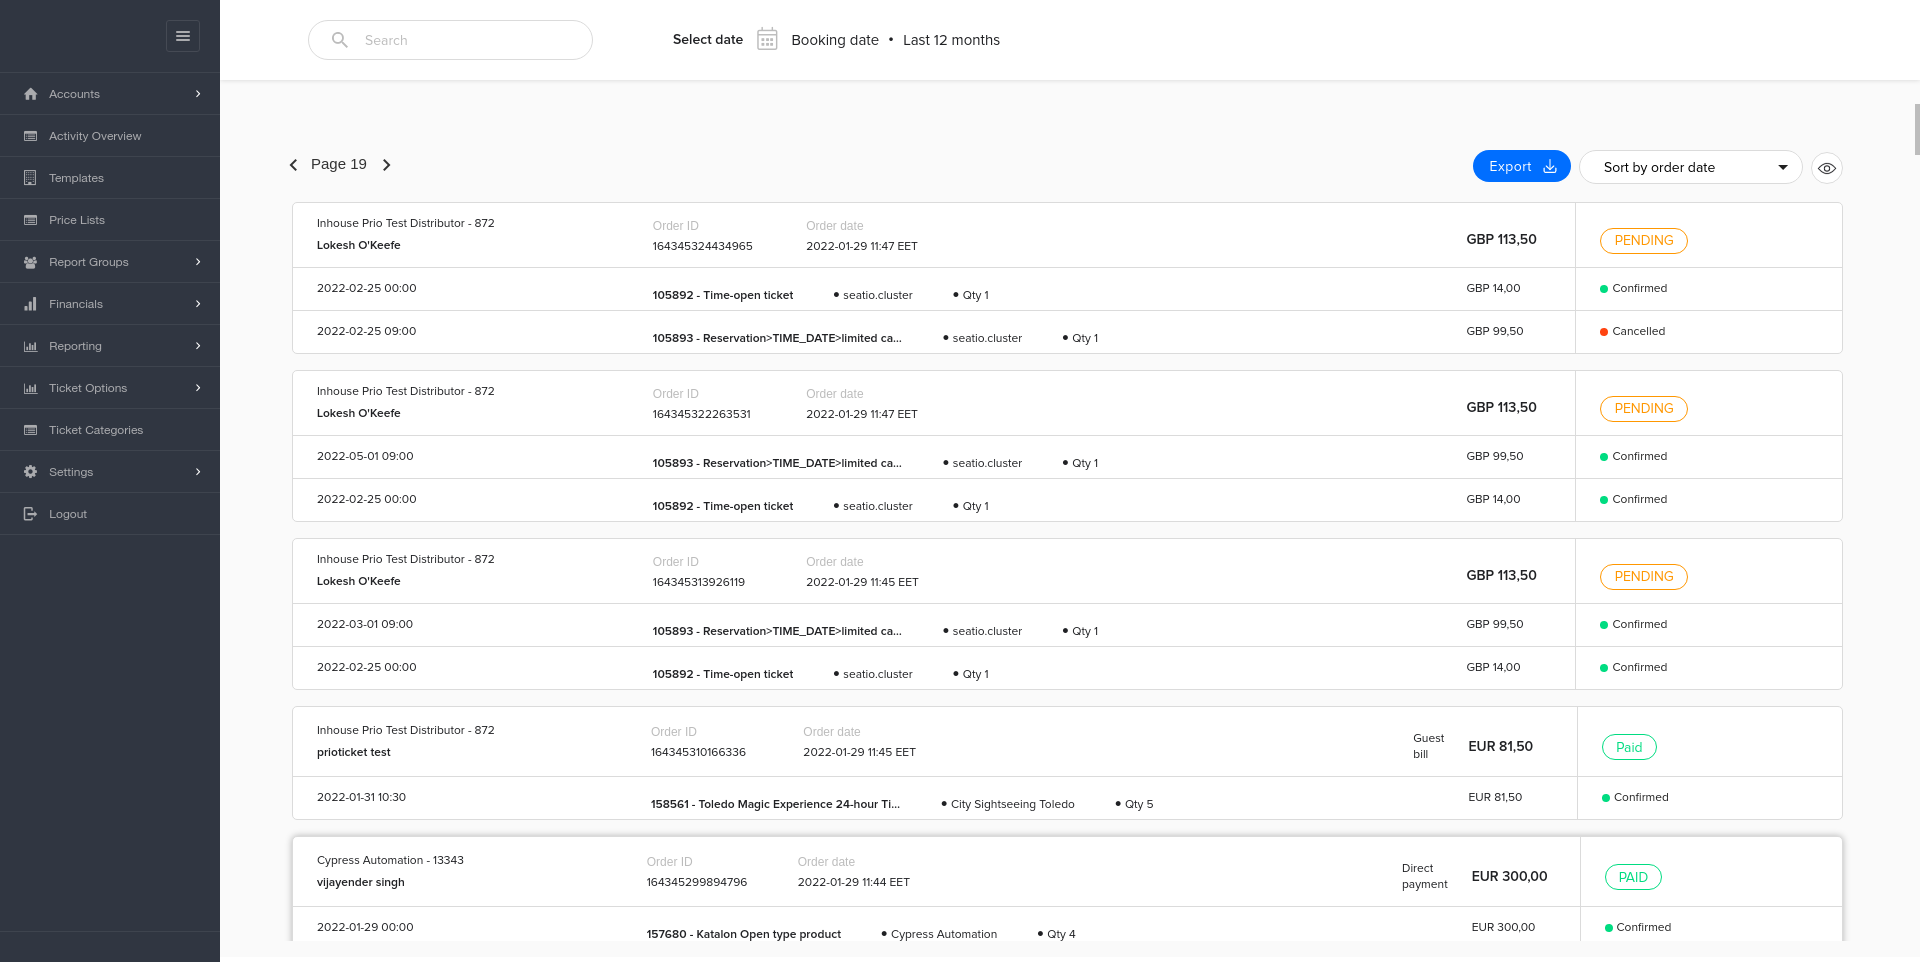 Search
Select date Booking date • Last 12 months
Accounts
Activity Overview
Templates
Price Lists
Report Groups
Financials
Reporting
Ticket Options
Ticket Categories
Settings
Logout
Page 19
Export
Sort by order date
Inhouse Prio Test Distributor - 872 Order ID Order date
Lokesh O'Keefe 164345324434965 2022-01-29 11:47 EET GBP 113,50 PENDING
2022-02-25 00:00 105892 - Time-open ticket • seatio.cluster • Qty 1 GBP 14,00 Confirmed
2022-02-25 09:00 105893 - Reservation>TIME_DATE>limited ca... • seatio.cluster • Qty 1 GBP 99,50 Cancelled
Inhouse Prio Test Distributor - 872 Order ID Order date
Lokesh O'Keefe 164345322263531 2022-01-29 11:47 EET GBP 113,50 PENDING
2022-05-01 09:00 105893 - Reservation>TIME_DATE>limited ca... • seatio.cluster • Qty 1 GBP 99,50 Confirmed
2022-02-25 00:00 105892 - Time-open ticket • seatio.cluster • Qty 1 GBP 14,00 Confirmed
Inhouse Prio Test Distributor - 872 Order ID Order date
Lokesh O'Keefe 164345313926119 2022-01-29 11:45 EET GBP 113,50 PENDING
2022-03-01 09:00 105893 - Reservation>TIME_DATE>limited ca... • seatio.cluster • Qty 1 GBP 99,50 Confirmed
2022-02-25 00:00 105892 - Time-open ticket • seatio.cluster • Qty 1 GBP 14,00 Confirmed
Inhouse Prio Test Distributor - 872 Order ID Order date
prioticket test 164345310166336 2022-01-29 11:45 EET Guest bill EUR 81,50 Paid
2022-01-31 10:30 158561 - Toledo Magic Experience 24-hour Ti... • City Sightseeing Toledo • Qty 5 EUR 81,50 Confirmed
Cypress Automation - 13343 Order ID Order date
vijayender singh 164345299894796 2022-01-29 11:44 EET Direct payment EUR 300,00 PAID
2022-01-29 00:00 157680 - Katalon Open type product • Cypress Automation • Qty 4 EUR 300,00 Confirmed